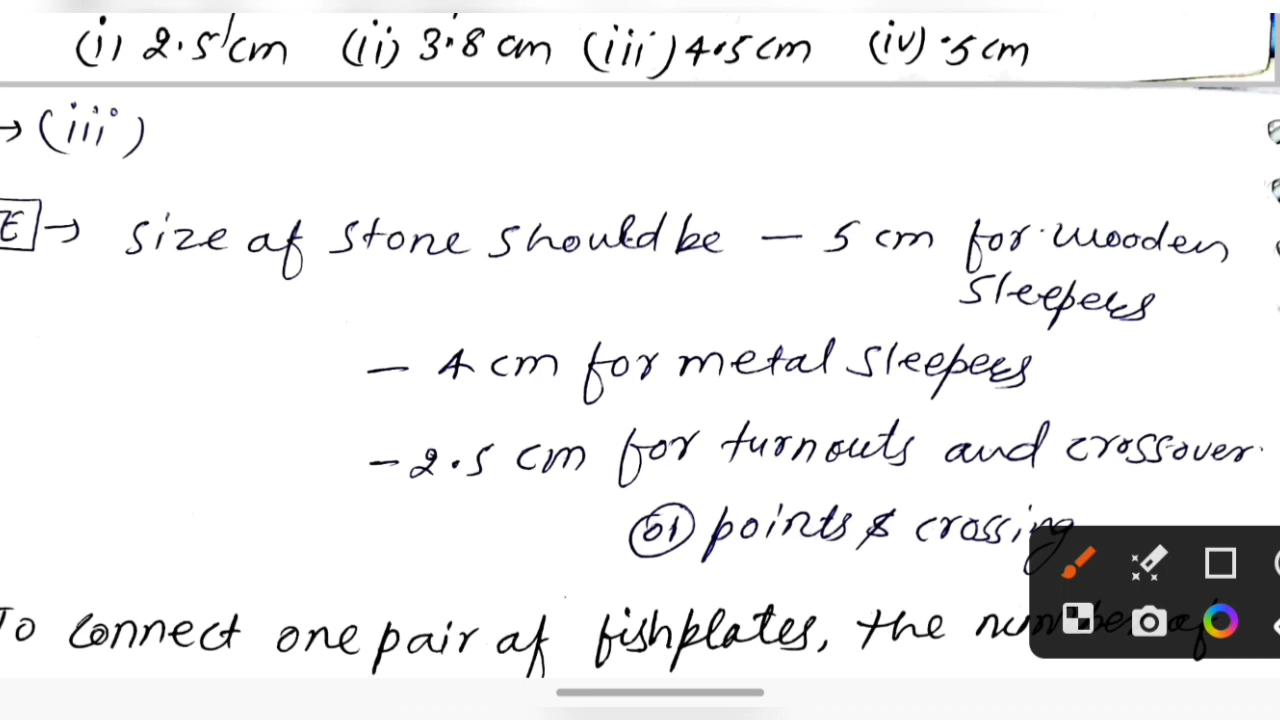 (i) 2.5 cm (ii) 3.8 cm (iii) 4.5 cm (iv) .5 cm
→ (iii)
E → size of stone should be – 5 cm for wooden
sleepers
– 4 cm for metal sleepers
– 2.5 cm for turnouts and crossover.
points & crossing
To connect one pair of fishplates, the number of